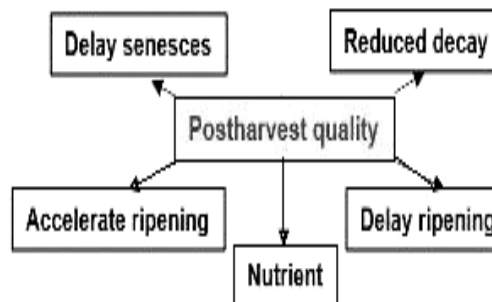 Delay senesces
Reduced decay
Postharvest quality
Accelerate ripening
Delay ripening
Nutrient